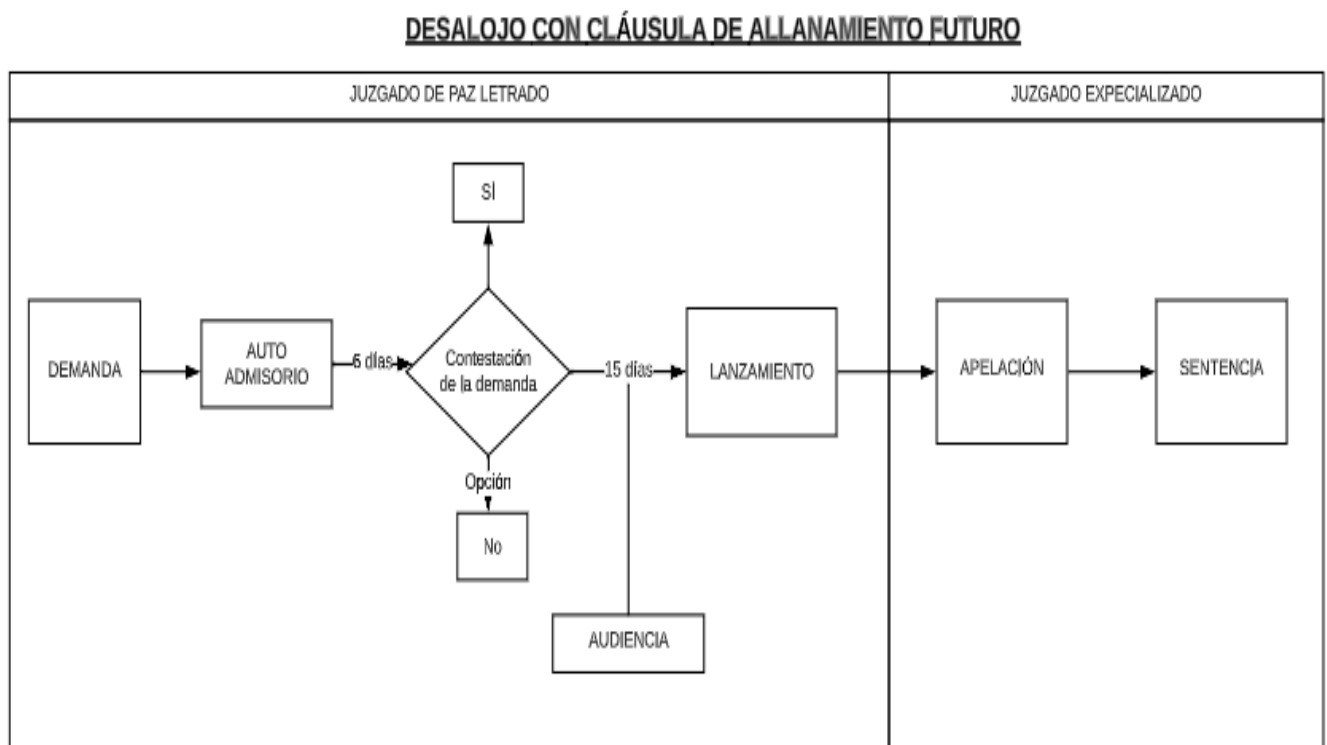 DESALOJO CON CLÁUSULA DE ALLANAMIENTO FUTURO
JUZGADO DE PAZ LETRADO
JUZGADO EXPECIALIZADO
SÍ
DEMANDA
AUTO
ADMISORIO
6 días
Contestación
de la demanda
15 días
LANZAMIENTO
APELACIÓN
SENTENCIA
Opción
No
AUDIENCIA